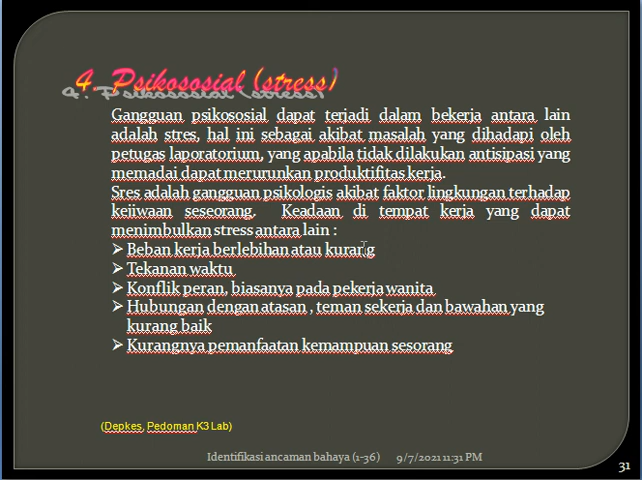 4. Psikososial (stress)
Gangguan psikososial dapat terjadi dalam bekerja antara lain
adalah stres, hal ini sebagai akibat masalah yang dihadapi oleh
petugas laporatorium, yang apabila tidak dilakukan antisipasi yang
memadai dapat merurunkan produktifitas kerja.
Sres adalah gangguan psikologis akibat faktor lingkungan terhadap
kejiwaan seseorang. Keadaan di tempat kerja yang dapat
menimbulkan stress antara lain :
➢ Beban kerja berlebihan atau kurang
➢ Tekanan waktu
➢ Konflik peran, biasanya pada pekerja wanita
➢ Hubungan dengan atasan , teman sekerja dan bawahan yang
kurang baik
➢ Kurangnya pemanfaatan kemampuan sesorang
(Depkes, Pedoman K3 Lab)
Identifikasi ancaman bahaya (1-36) 9/7/2021 11:31 PM
31